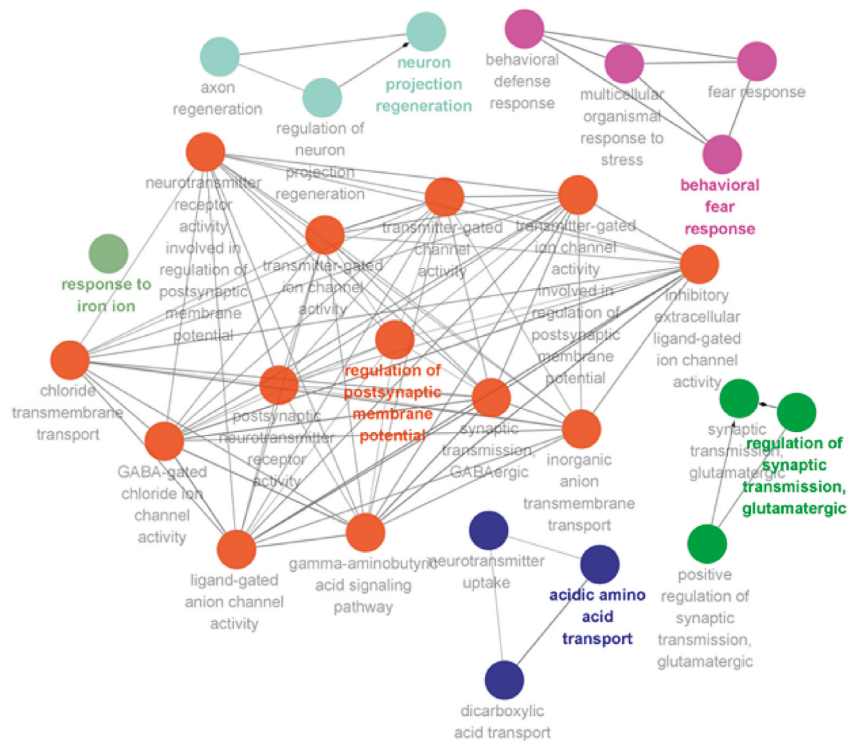 axon
regeneration
regulation of
neuron
projection
regeneration
neuron
projection
regeneration
behavioral
defense
response
multicellular
organismal
response to
stress
fear response
behavioral
fear
response
neurotransmitter
receptor
activity
involved in
regulation of
postsynaptic
membrane
potential
transmitter-gated
ion channel
activity
transmitter-gated
channel
activity
transmitter-gated
ion channel
activity
involved in
regulation of
postsynaptic
membrane
potential
inhibitory
extracellular
ligand-gated
ion channel
activity
response to
iron ion
chloride
transmembrane
transport
regulation of
postsynaptic
membrane
potential
postsynaptic
neurotransmitter
receptor
activity
synaptic
transmission,
GABAergic
inorganic
anion
transmembrane
transport
GABA-gated
chloride ion
channel
activity
ligand-gated
anion channel
activity
gamma-aminobutyric
acid signaling
pathway
synaptic
transmission,
glutamatergic
regulation of
synaptic
transmission,
glutamatergic
positive
regulation of
synaptic
transmission,
glutamatergic
neurotransmitter
uptake
acidic amino
acid
transport
dicarboxylic
acid transport